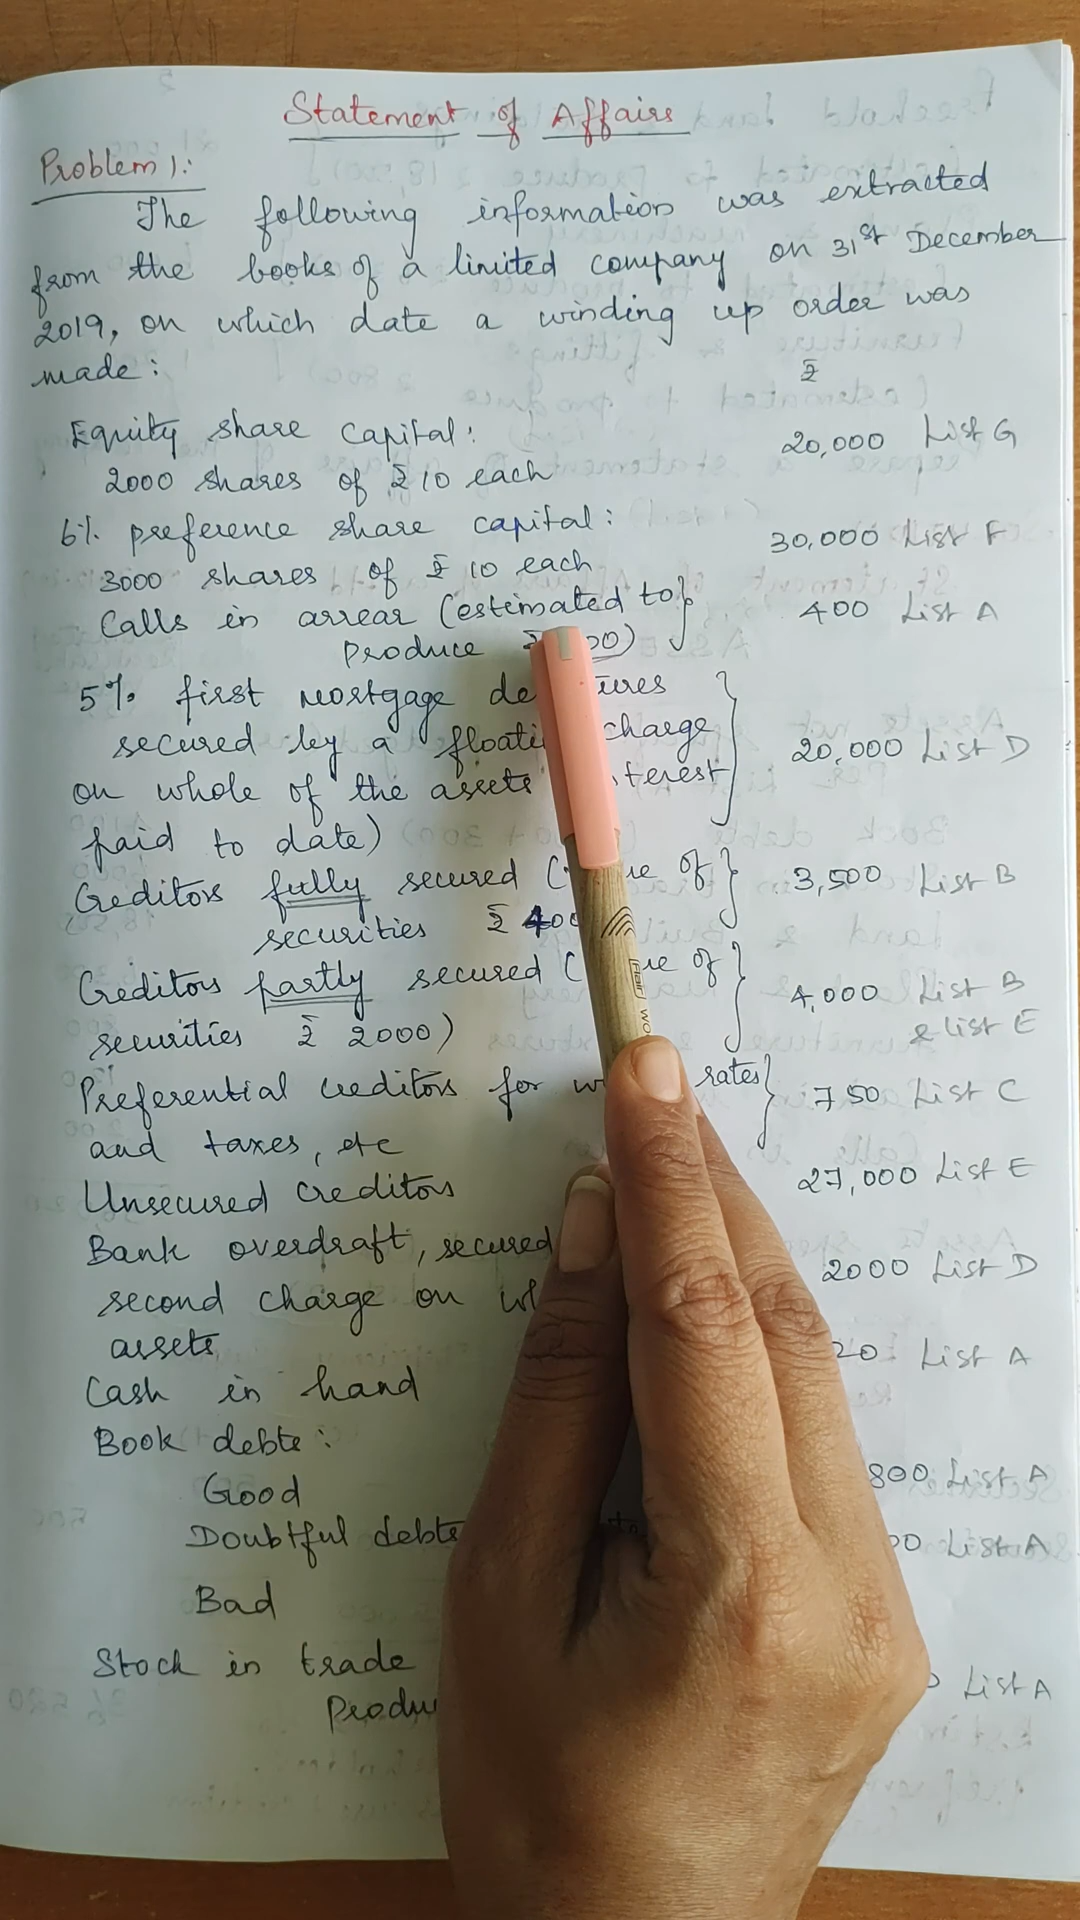 Statement of Affairs
Problem 1:
The following information was extracted
from the books of a limited company on 31st December
2019, on which date a winding up order was
made:
₹
Equity share capital:
2000 shares of ₹10 each 20,000 List G
6% preference share capital:
3000 shares of ₹ 10 each 30,000 List F
Calls in arrear (estimated to 400 List A
produce ₹
5% first mortgage
secured by a charge
on whole of the assets 20,000 List D
paid to date)
Creditors fully secured ( of 3,500 List B
securities ₹
Creditors partly secured ( of 4,000 List B
securities ₹ 2000) & List E
Preferential creditors for rates 750 List C
and taxes, etc
Unsecured creditors 27,000 List E
Bank overdraft, secured 2000 List D
second charge on
assets
Cash in hand 20 List A
Book debts:
Good 800 List A
Doubtful debts List A
Bad
Stock in trade List A
Flair